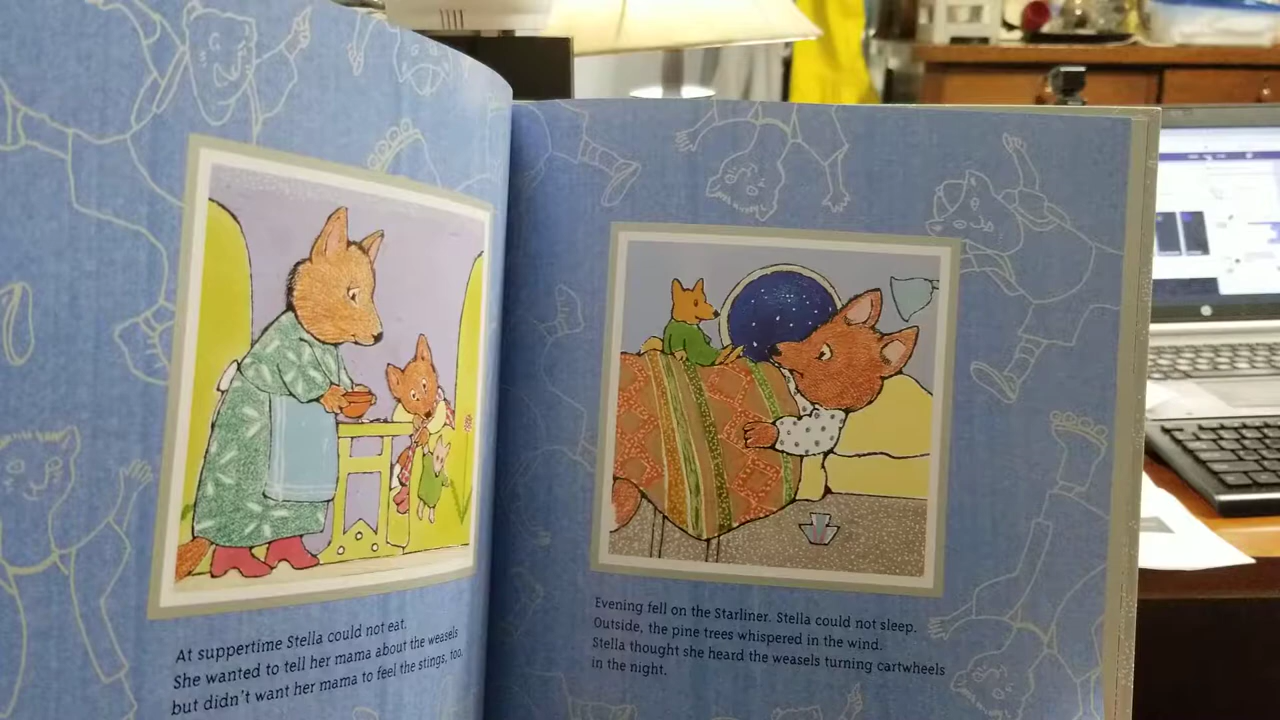 At suppertime Stella could not eat.
She wanted to tell her mama about the weasels
but didn't want her mama to feel the stings, too.
Evening fell on the Starliner. Stella could not sleep.
Outside, the pine trees whispered in the wind.
Stella thought she heard the weasels turning cartwheels
in the night.